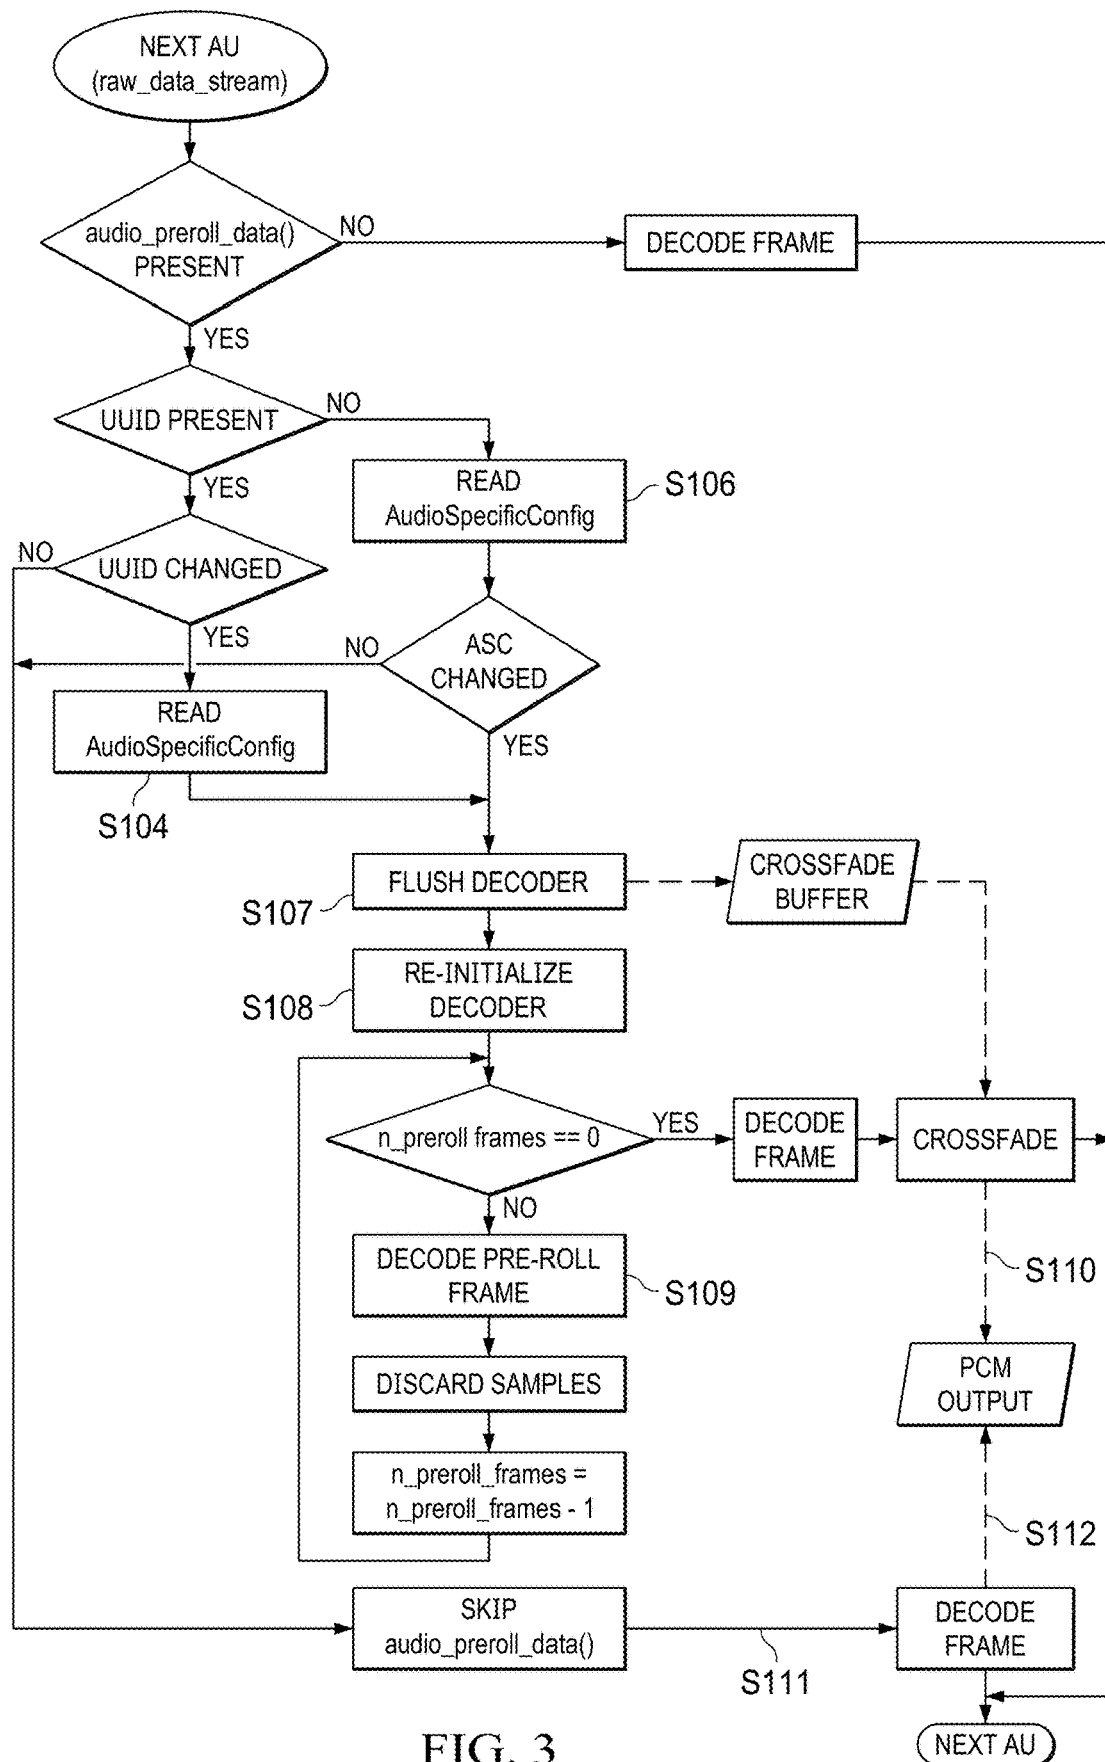 NEXT AU
(raw_data_stream)
audio_preroll_data()
PRESENT
NO
DECODE FRAME
YES
UUID PRESENT
NO
YES
READ
AudioSpecificConfig
S106
NO
UUID CHANGED
YES
NO
ASC
CHANGED
READ
AudioSpecificConfig
YES
S104
FLUSH DECODER
CROSSFADE
BUFFER
S107
RE-INITIALIZE
DECODER
S108
n_preroll frames == 0
YES
DECODE
FRAME
CROSSFADE
NO
DECODE PRE-ROLL
FRAME
S109
S110
DISCARD SAMPLES
PCM
OUTPUT
n_preroll_frames =
n_preroll_frames - 1
S112
SKIP
audio_preroll_data()
S111
DECODE
FRAME
NEXT AU
FIG. 3